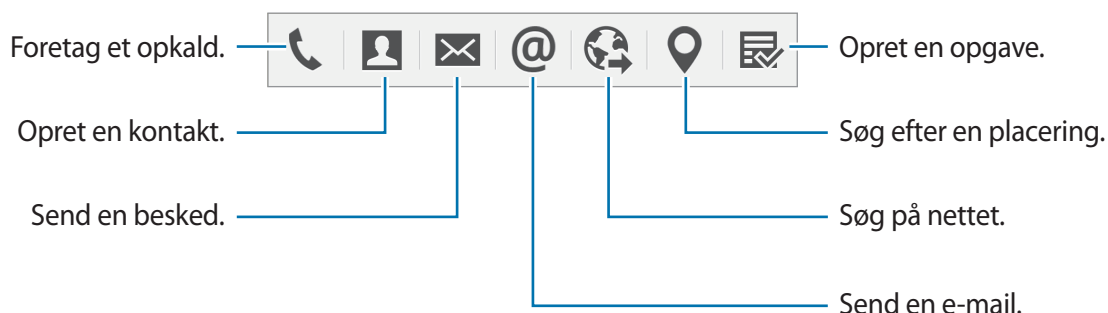 Foretag et opkald.
Opret en opgave.
Opret en kontakt.
Søg efter en placering.
Send en besked.
Søg på nettet.
Send en e-mail.